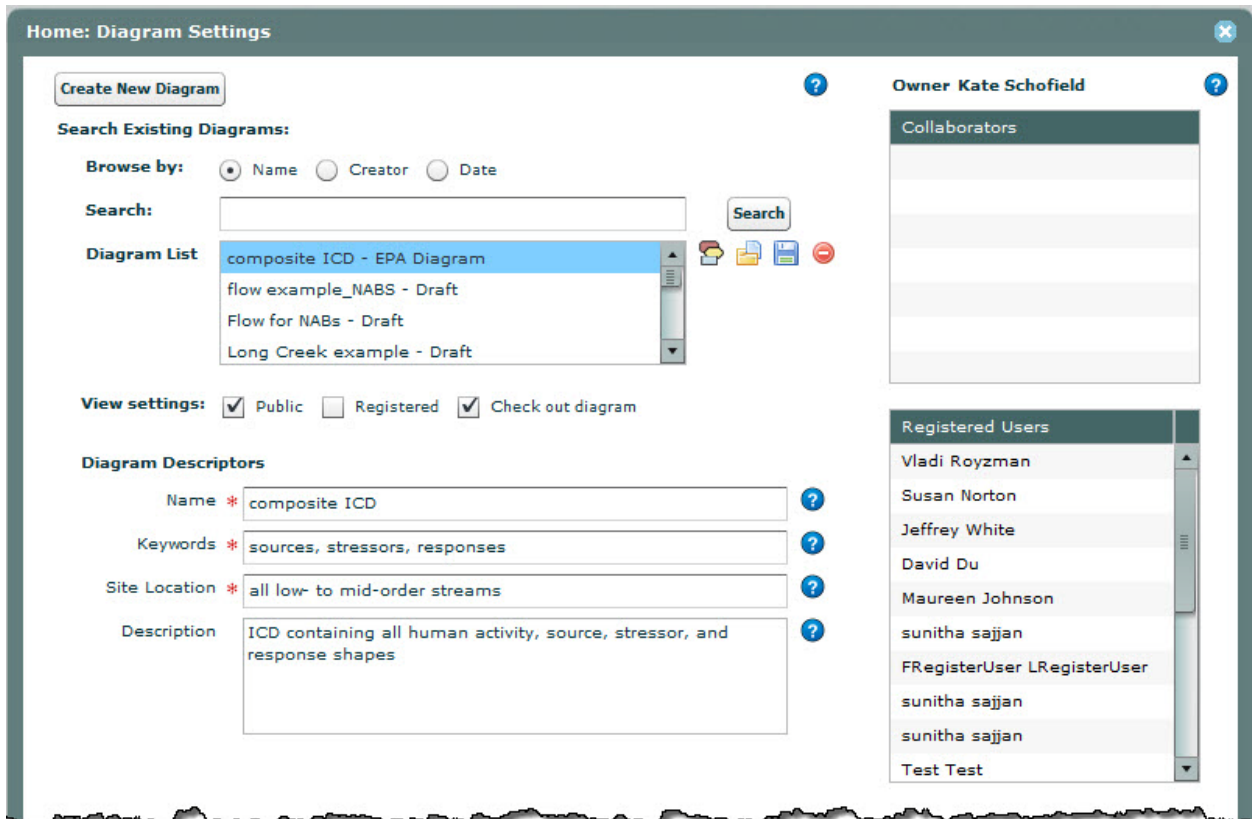 Home: Diagram Settings
Create New Diagram
Search Existing Diagrams:
Browse by: Name Creator Date
Search: Search
Diagram List
composite ICD - EPA Diagram
flow example_NABS - Draft
Flow for NABs - Draft
Long Creek example - Draft
View settings: Public Registered Check out diagram
Diagram Descriptors
Name * composite ICD
Keywords * sources, stressors, responses
Site Location * all low- to mid-order streams
Description ICD containing all human activity, source, stressor, and
response shapes
Owner Kate Schofield
Collaborators
Registered Users
Vladi Royzman
Susan Norton
Jeffrey White
David Du
Maureen Johnson
sunitha sajjan
FRegisterUser LRegisterUser
sunitha sajjan
sunitha sajjan
Test Test